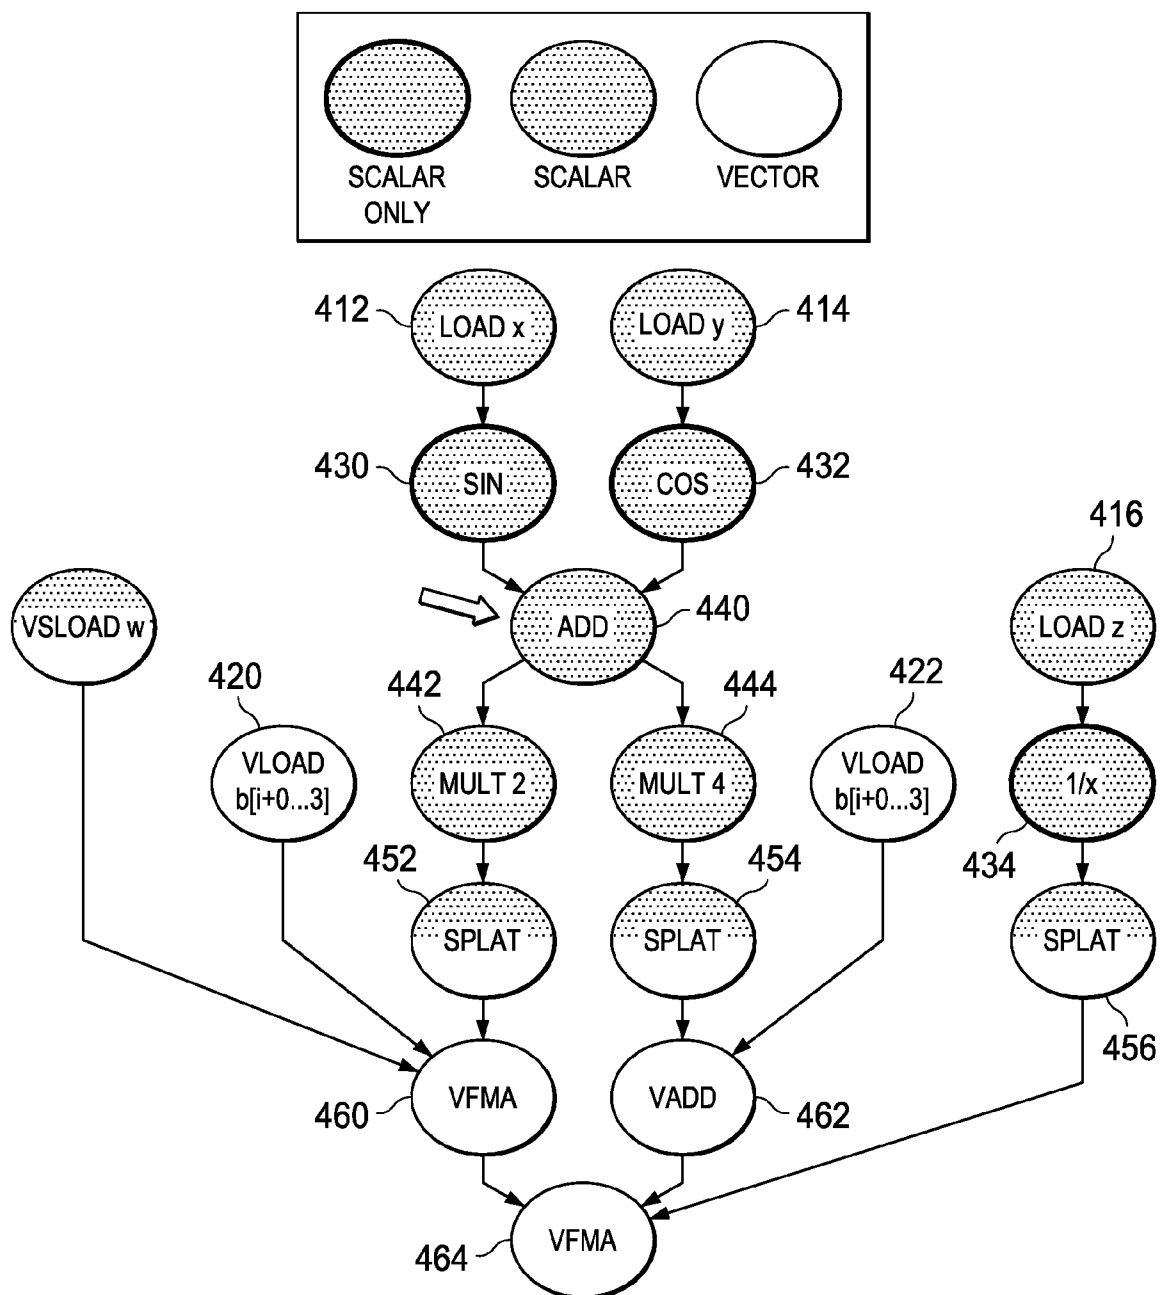 SCALAR ONLY
SCALAR
VECTOR
412
LOAD x
LOAD y
414
430
SIN
COS
432
416
VSLOAD w
ADD
440
LOAD z
420
442
444
422
VLOAD
b[i+0...3]
MULT 2
MULT 4
VLOAD
b[i+0...3]
1/x
434
452
454
SPLAT
SPLAT
SPLAT
456
460
VFMA
VADD
462
464
VFMA